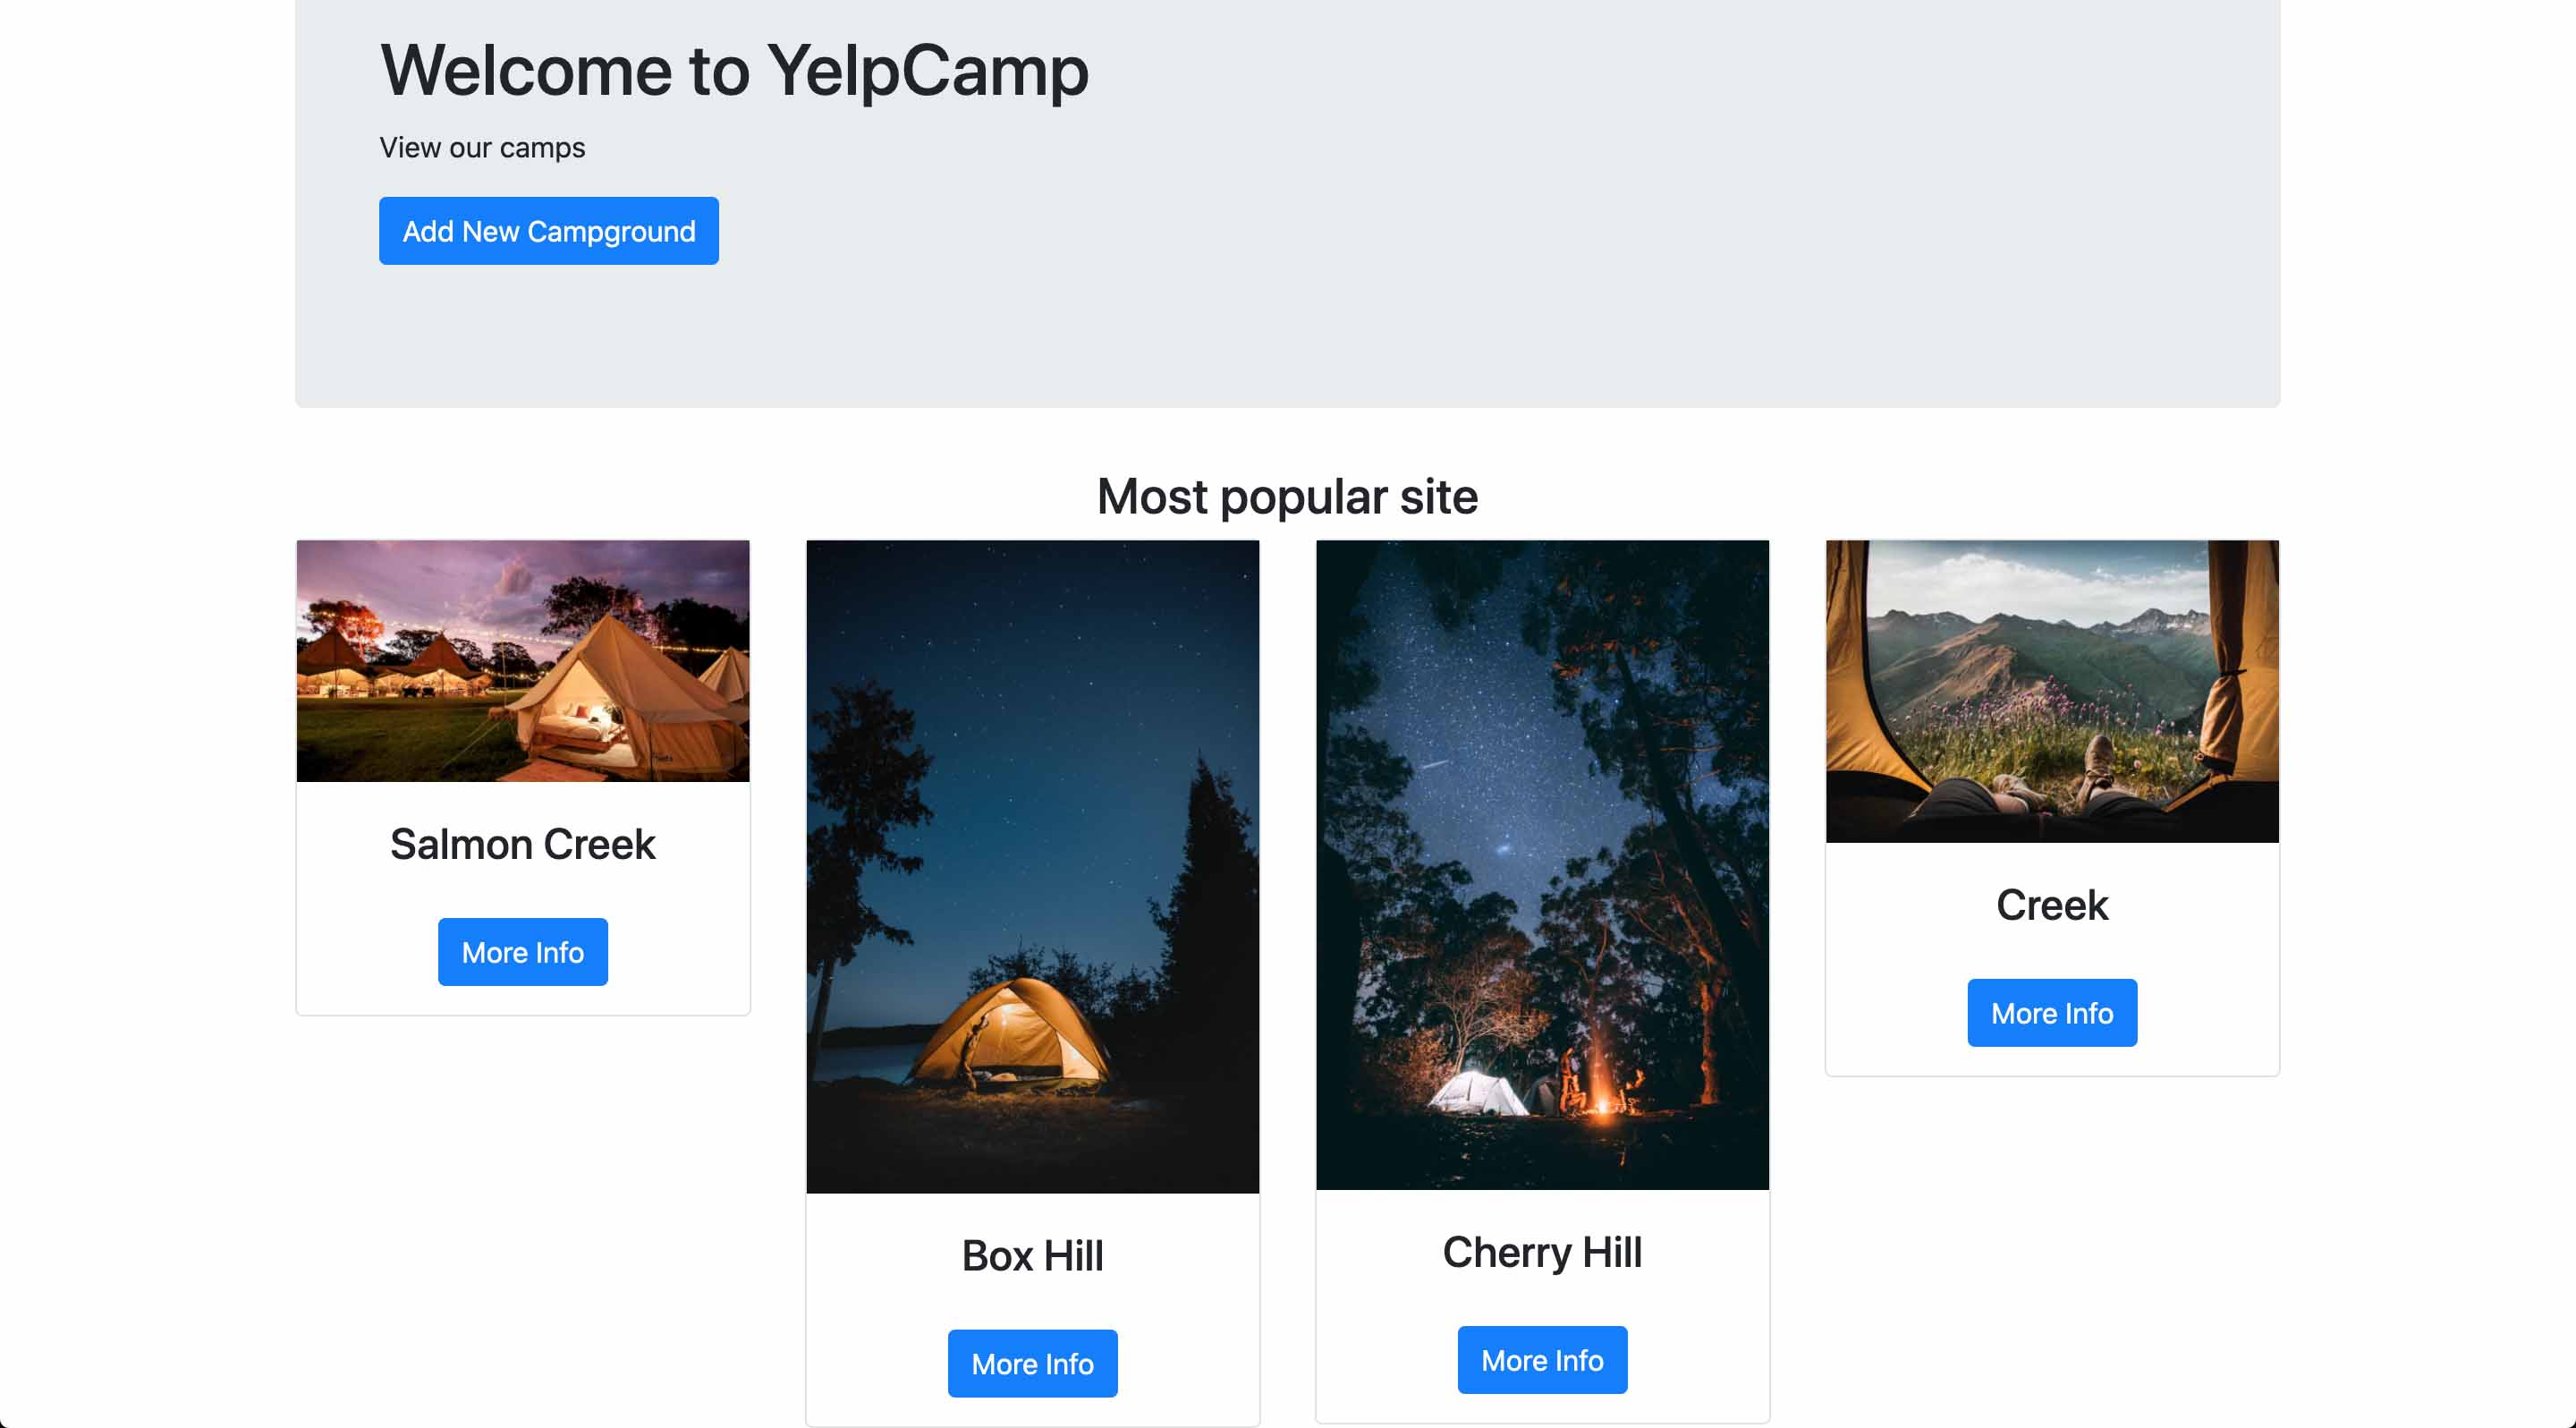 Welcome to YelpCamp
View our camps
Add New Campground
Most popular site
Salmon Creek
More Info
Box Hill
More Info
Cherry Hill
More Info
Creek
More Info